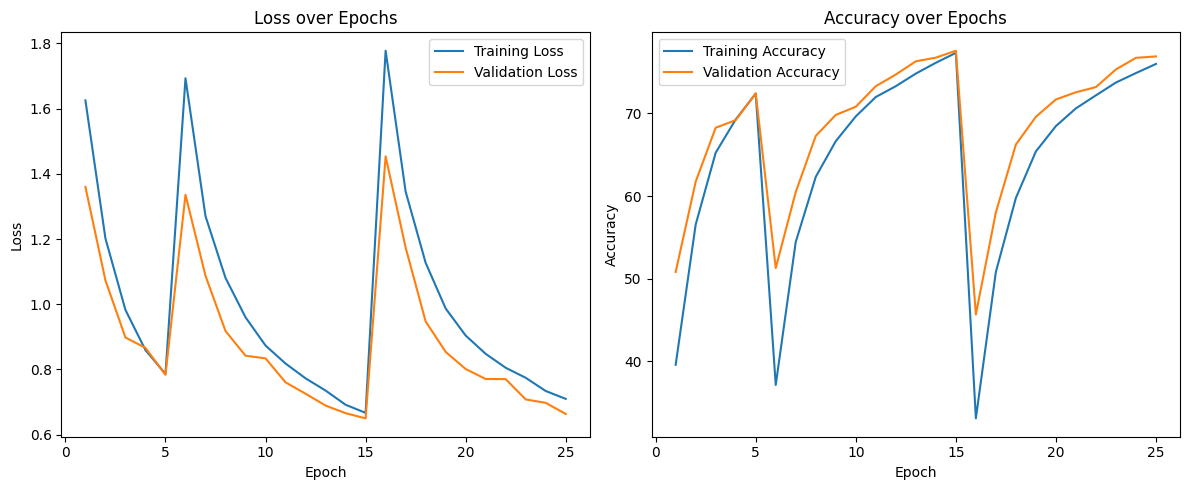 Loss over Epochs
Training Loss
Validation Loss
Loss
1.8
1.6
1.4
1.2
1.0
0.8
0.6
0
5
10
15
20
25
Epoch
Accuracy over Epochs
Training Accuracy
Validation Accuracy
Accuracy
70
60
50
40
0
5
10
15
20
25
Epoch